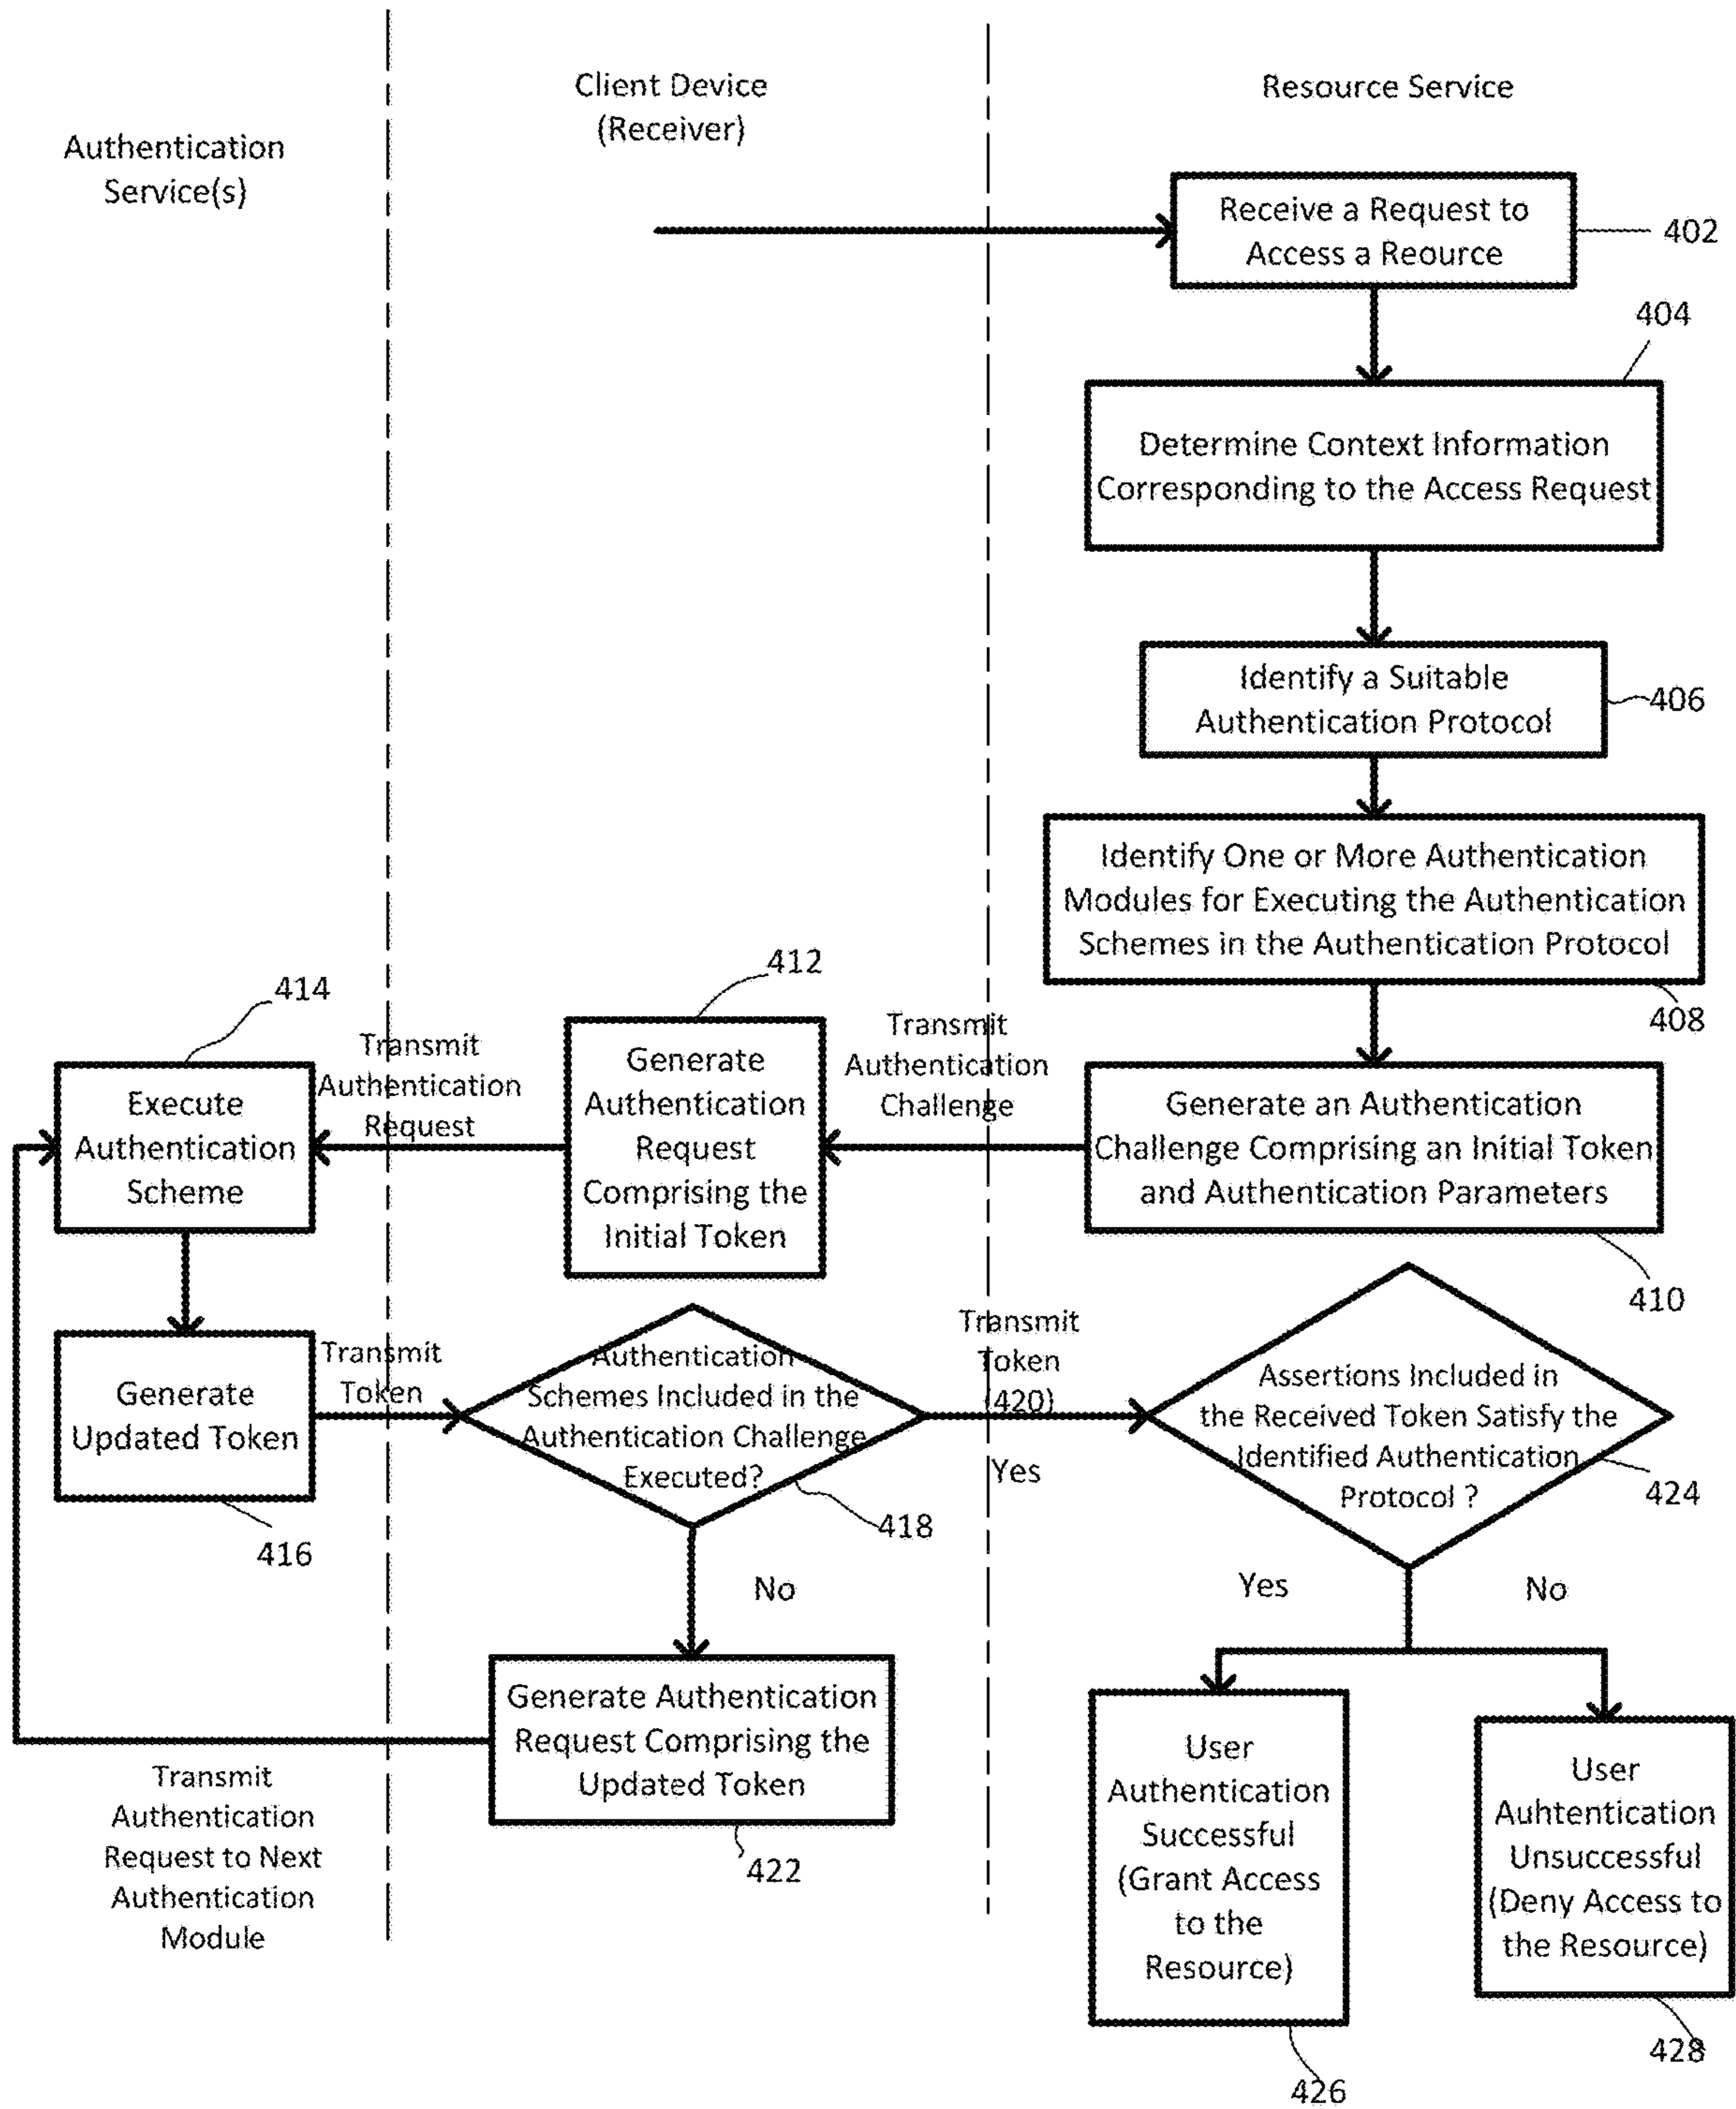 Authentication
Service(s)
Client Device
(Receiver)
Resource Service
Receive a Request to
Access a Reource
402
404
Determine Context Information
Corresponding to the Access Request
Identify a Suitable
Authentication Protocol
406
Identify One or More Authentication
Modules for Executing the Authentication
Schemes in the Authentication Protocol
408
Generate an Authentication
Challenge Comprising an Initial Token
and Authentication Parameters
410
Transmit
Authentication
Challenge
412
Generate
Authentication
Request
Comprising the
Initial Token
Transmit
Authentication
Request
414
Execute
Authentication
Scheme
Generate
Updated Token
416
Transmit
Token
Authentication
Schemes Included in the
Authentication Challenge
Executed?
418
Transmit
Token
(420)
Yes
Assertions Included in
the Received Token Satisfy the
Identified Authentication
Protocol ?
424
No
Generate Authentication
Request Comprising the
Updated Token
422
Transmit
Authentication
Request to Next
Authentication
Module
Yes
No
User
Authentication
Successful
(Grant Access
to the
Resource)
426
User
Auhtentication
Unsuccessful
(Deny Access to
the Resource)
428